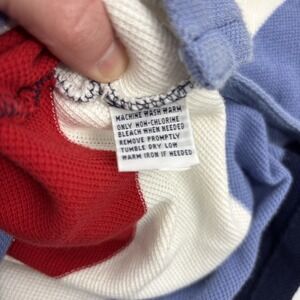 MACHINE WASH WARM
ONLY NON-CHLORINE
BLEACH WHEN NEEDED
REMOVE PROMPTLY
TUMBLE DRY LOW
WARM IRON IF NEEDED